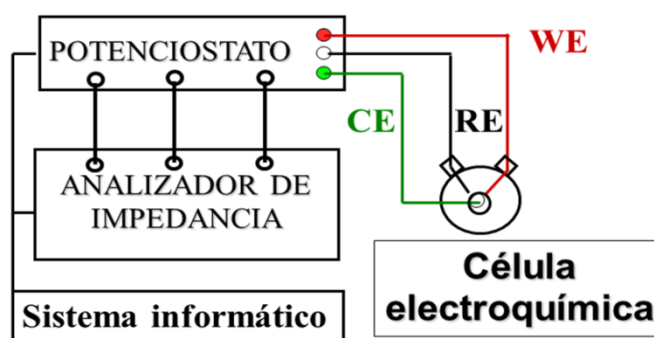 POTENCIOSTATO
WE
CE
RE
ANALIZADOR DE
IMPEDANCIA
Célula
electroquímica
Sistema informático